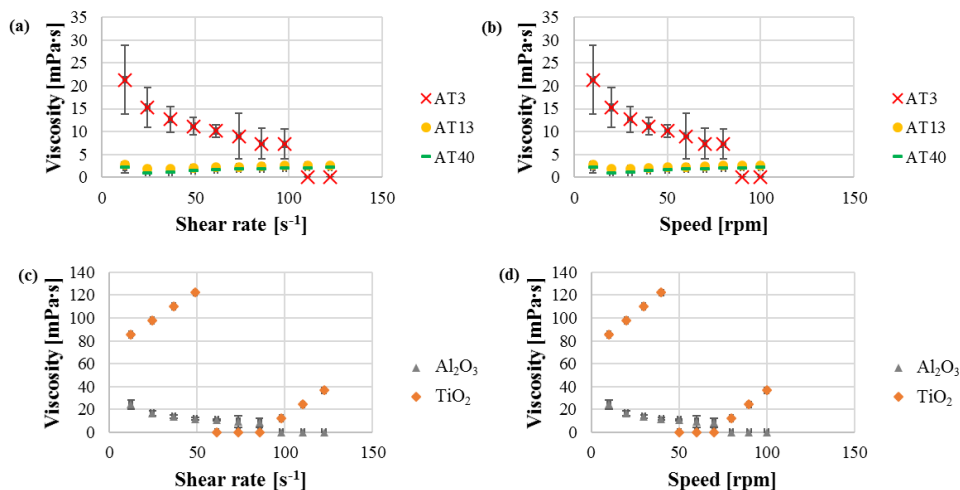 (a)
Viscosity [mPa·s]
35
30
25
20
15
10
5
0
0 50 100 150
Shear rate [s⁻¹]
AT3
AT13
AT40
(b)
Viscosity [mPa·s]
35
30
25
20
15
10
5
0
0 50 100 150
Speed [rpm]
AT3
AT13
AT40
(c)
Viscosity [mPa·s]
140
120
100
80
60
40
20
0
0 50 100 150
Shear rate [s⁻¹]
Al₂O₃
TiO₂
(d)
Viscosity [mPa·s]
140
120
100
80
60
40
20
0
0 50 100 150
Speed [rpm]
Al₂O₃
TiO₂